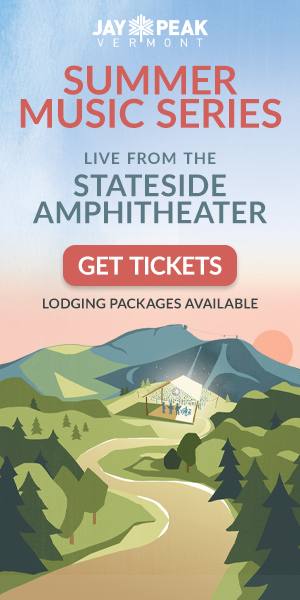 JAY PEAK
VERMONT
SUMMER
MUSIC SERIES
LIVE FROM THE
STATESIDE
AMPHITHEATER
GET TICKETS
LODGING PACKAGES AVAILABLE